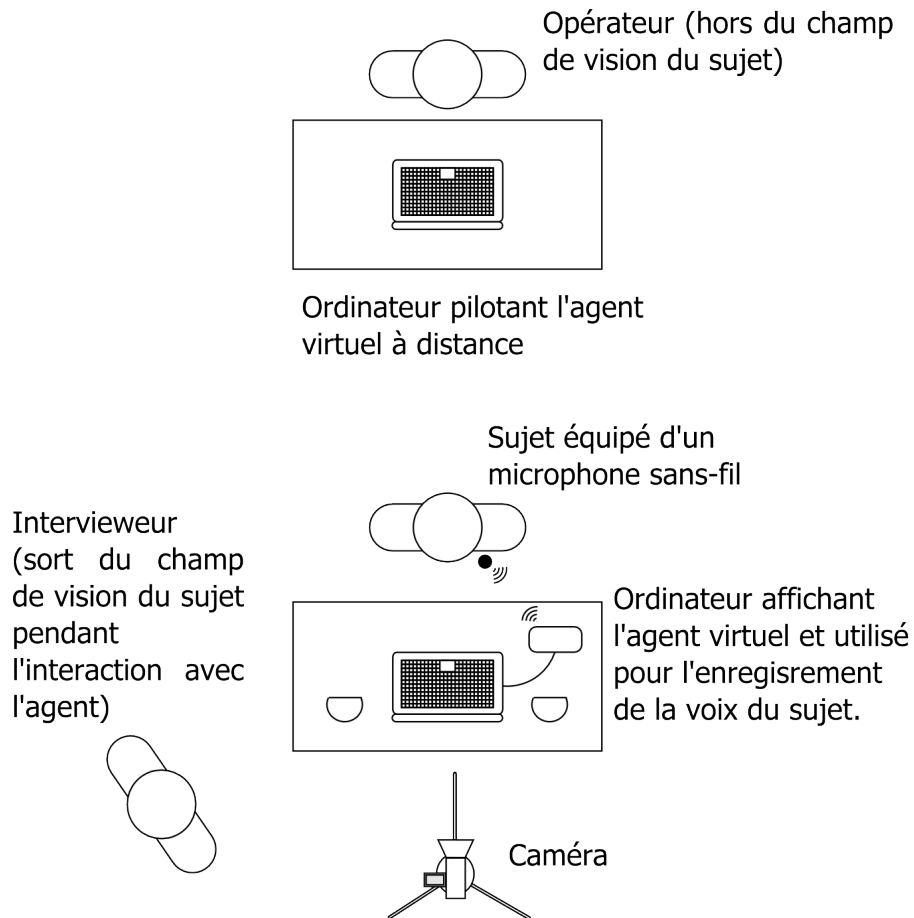 Opérateur (hors du champ
de vision du sujet)
Ordinateur pilotant l'agent
virtuel à distance
Sujet équipé d'un
microphone sans-fil
Intervieweur
(sort du champ
de vision du sujet
pendant
l'interaction avec
l'agent)
Ordinateur affichant
l'agent virtuel et utilisé
pour l'enregisrement
de la voix du sujet.
Caméra